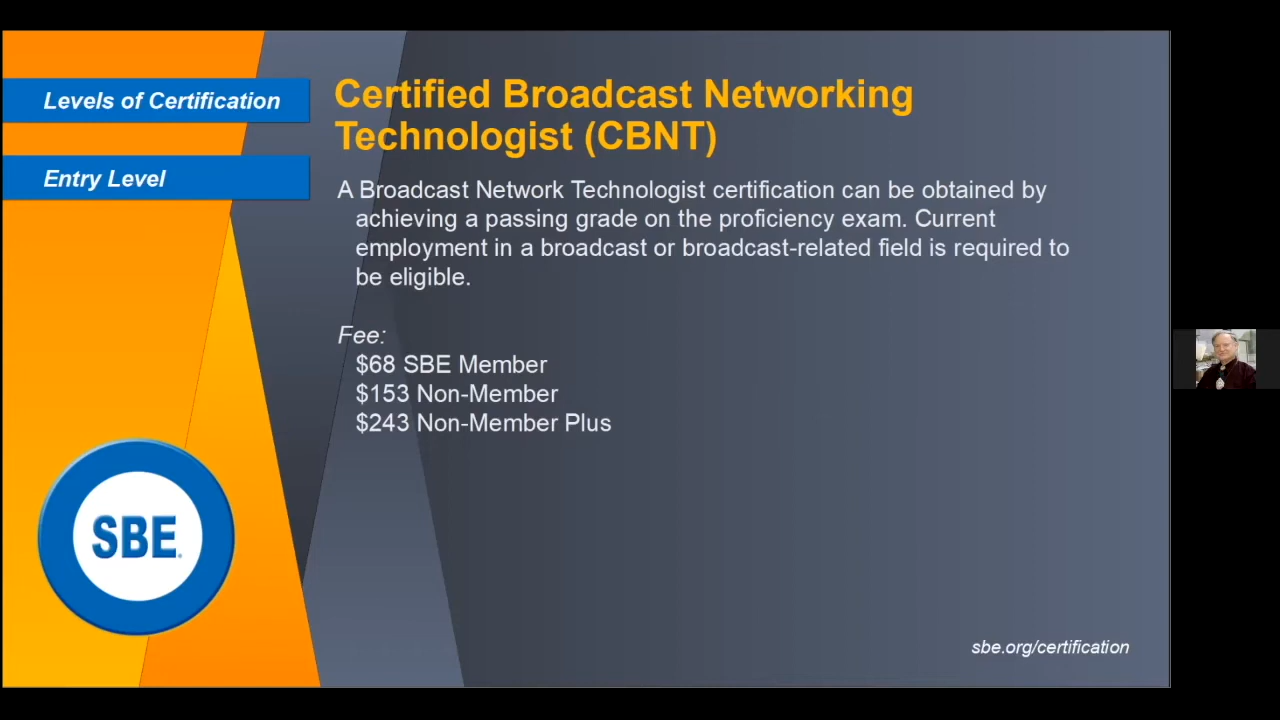 Levels of Certification
Entry Level
Certified Broadcast Networking
Technologist (CBNT)
A Broadcast Network Technologist certification can be obtained by
achieving a passing grade on the proficiency exam. Current
employment in a broadcast or broadcast-related field is required to
be eligible.
Fee:
$68 SBE Member
$153 Non-Member
$243 Non-Member Plus
SBE
sbe.org/certification